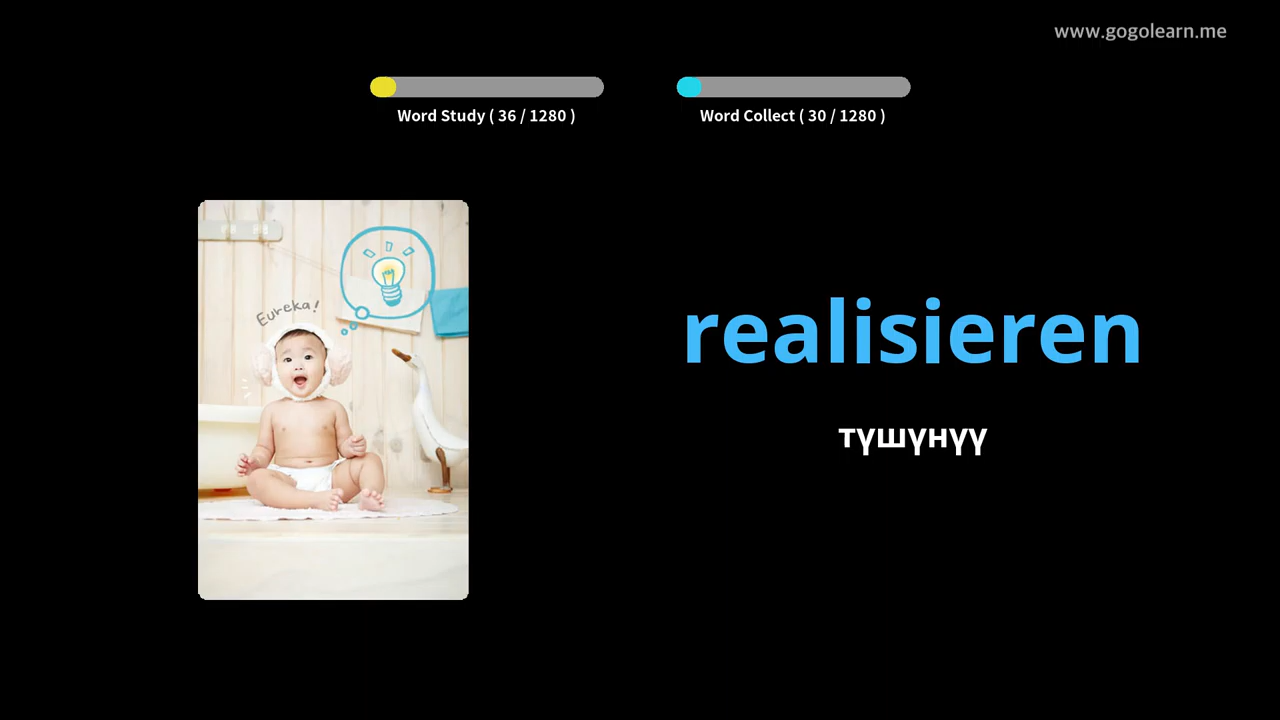 www.gogolearn.me
Word Study ( 36 / 1280 )
Word Collect ( 30 / 1280 )
Eureka!
realisieren
түшүнүү